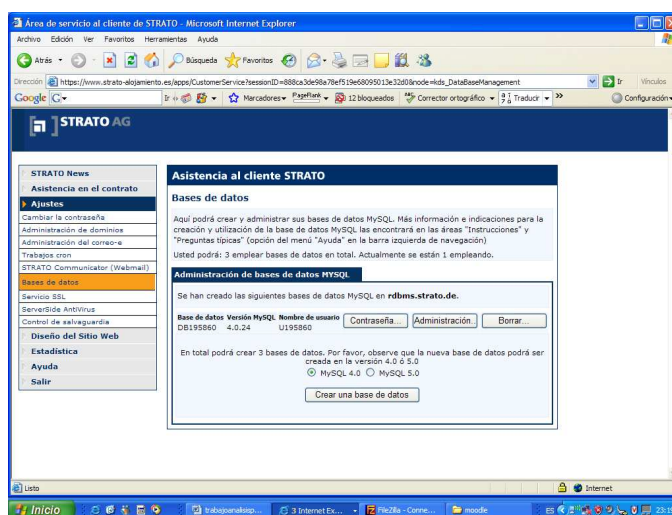 Área de servicio al cliente de STRATO - Microsoft Internet Explorer
Archivo Edición Ver Favoritos Herramientas Ayuda
Atrás Búsqueda Favoritos
Dirección https://www.strato-alojamiento.es/apps/CustomerService?sessionID=888ca3de98a78ef519e68095013e32d08node=kds_DataBaseManagement Ir Vínculos
Google G Ir Marcadores PageRank 12 bloqueados Corrector ortográfico Traducir Configuración
STRATO AG
STRATO News
Asistencia en el contrato
Ajustes
Cambiar la contraseña
Administración de dominios
Administración del correo-e
Trabajos cron
STRATO Communicator (Webmail)
Bases de datos
Servicio SSL
ServerSide AntiVirus
Control de salvaguardia
Diseño del Sitio Web
Estadística
Ayuda
Salir
Asistencia al cliente STRATO
Bases de datos
Aquí podrá crear y administrar sus bases de datos MySQL. Más información e indicaciones para la
creación y utilización de la base de datos MySQL las encontrará en las áreas "Instrucciones" y
"Preguntas típicas" (opción del menú "Ayuda" en la barra izquierda de navegación)
Usted podrá: 3 emplear bases de datos en total. Actualmente se están 1 empleando.
Administración de bases de datos MYSQL
Se han creado las siguientes bases de datos MySQL en rdbms.strato.de.
Base de datos Versión MySQL Nombre de usuario
DB195860 4.0.24 U195860 Contraseña... Administración.. Borrar...
En total podrá crear 3 bases de datos. Por favor, observe que la nueva base de datos podrá ser
creada en la versión 4.0 ó 5.0
MySQL 4.0 MySQL 5.0
Crear una base de datos
Listo Internet
Inicio trabajoanalisisp... 3 Internet Ex... FileZilla - Conne... moodle ES